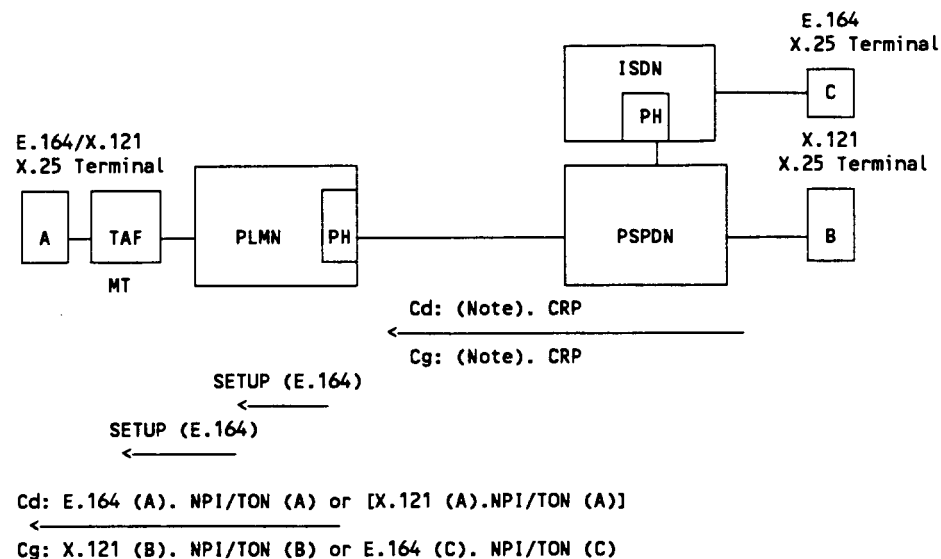 E.164
X.25 Terminal
ISDN
PH
C
E.164/X.121
X.25 Terminal
X.121
X.25 Terminal
A
TAF
PLMN
PH
PSPDN
B
MT
Cd: (Note). CRP
Cg: (Note). CRP
SETUP (E.164)
SETUP (E.164)
Cd: E.164 (A). NPI/TON (A) or [X.121 (A).NPI/TON (A)]
Cg: X.121 (B). NPI/TON (B) or E.164 (C). NPI/TON (C)